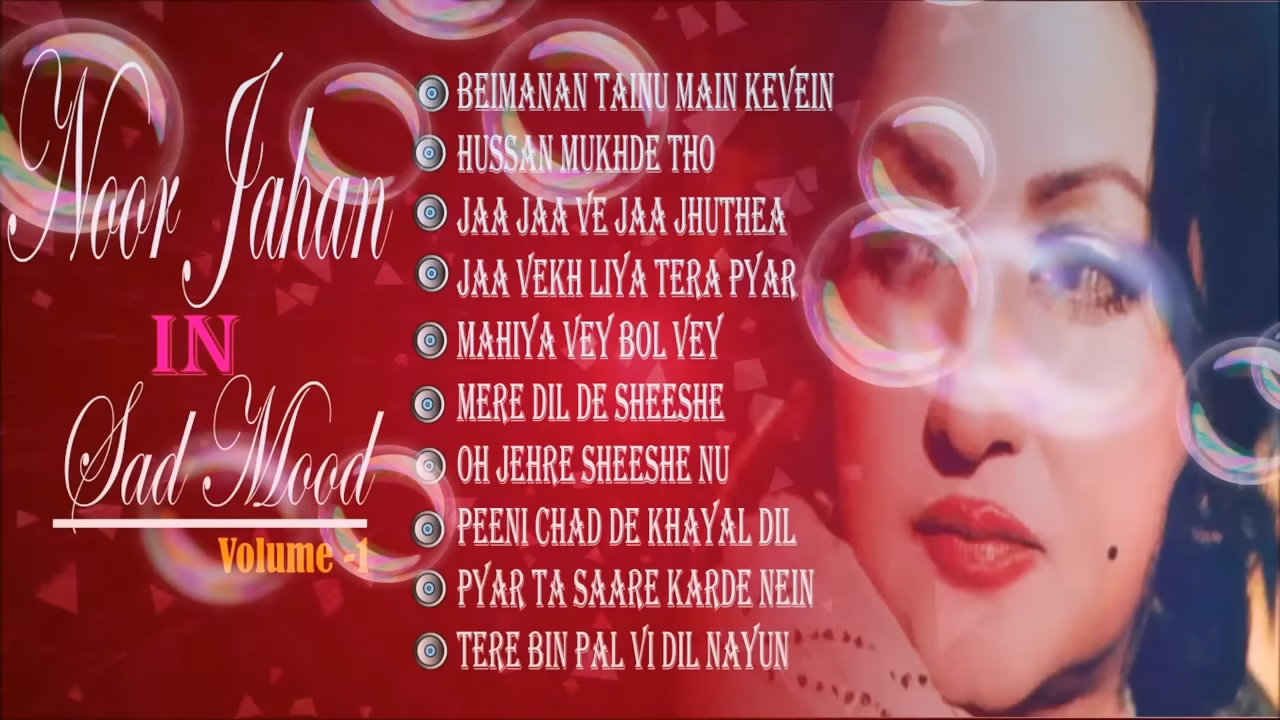 Noor Jahan
IN
Sad Mood
Volume -1
BEIMANAN TAINU MAIN KEVEIN
HUSSAN MUKHDE THO
JAA JAA VE JAA JHUTHEA
JAA VEKH LIYA TERA PYAR
MAHIYA VEY BOL VEY
MERE DIL DE SHEESHE
OH JEHRE SHEESHE NU
PEENI CHAD DE KHAYAL DIL
PYAR TA SAARE KARDE NEIN
TERE BIN PAL VI DIL NAYUN